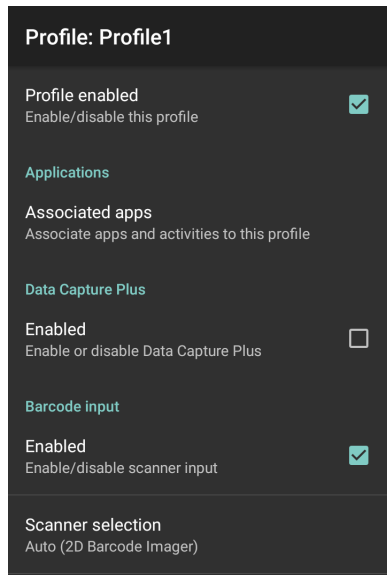 Profile: Profile1
Profile enabled
Enable/disable this profile
Applications
Associated apps
Associate apps and activities to this profile
Data Capture Plus
Enabled
Enable or disable Data Capture Plus
Barcode input
Enabled
Enable/disable scanner input
Scanner selection
Auto (2D Barcode Imager)